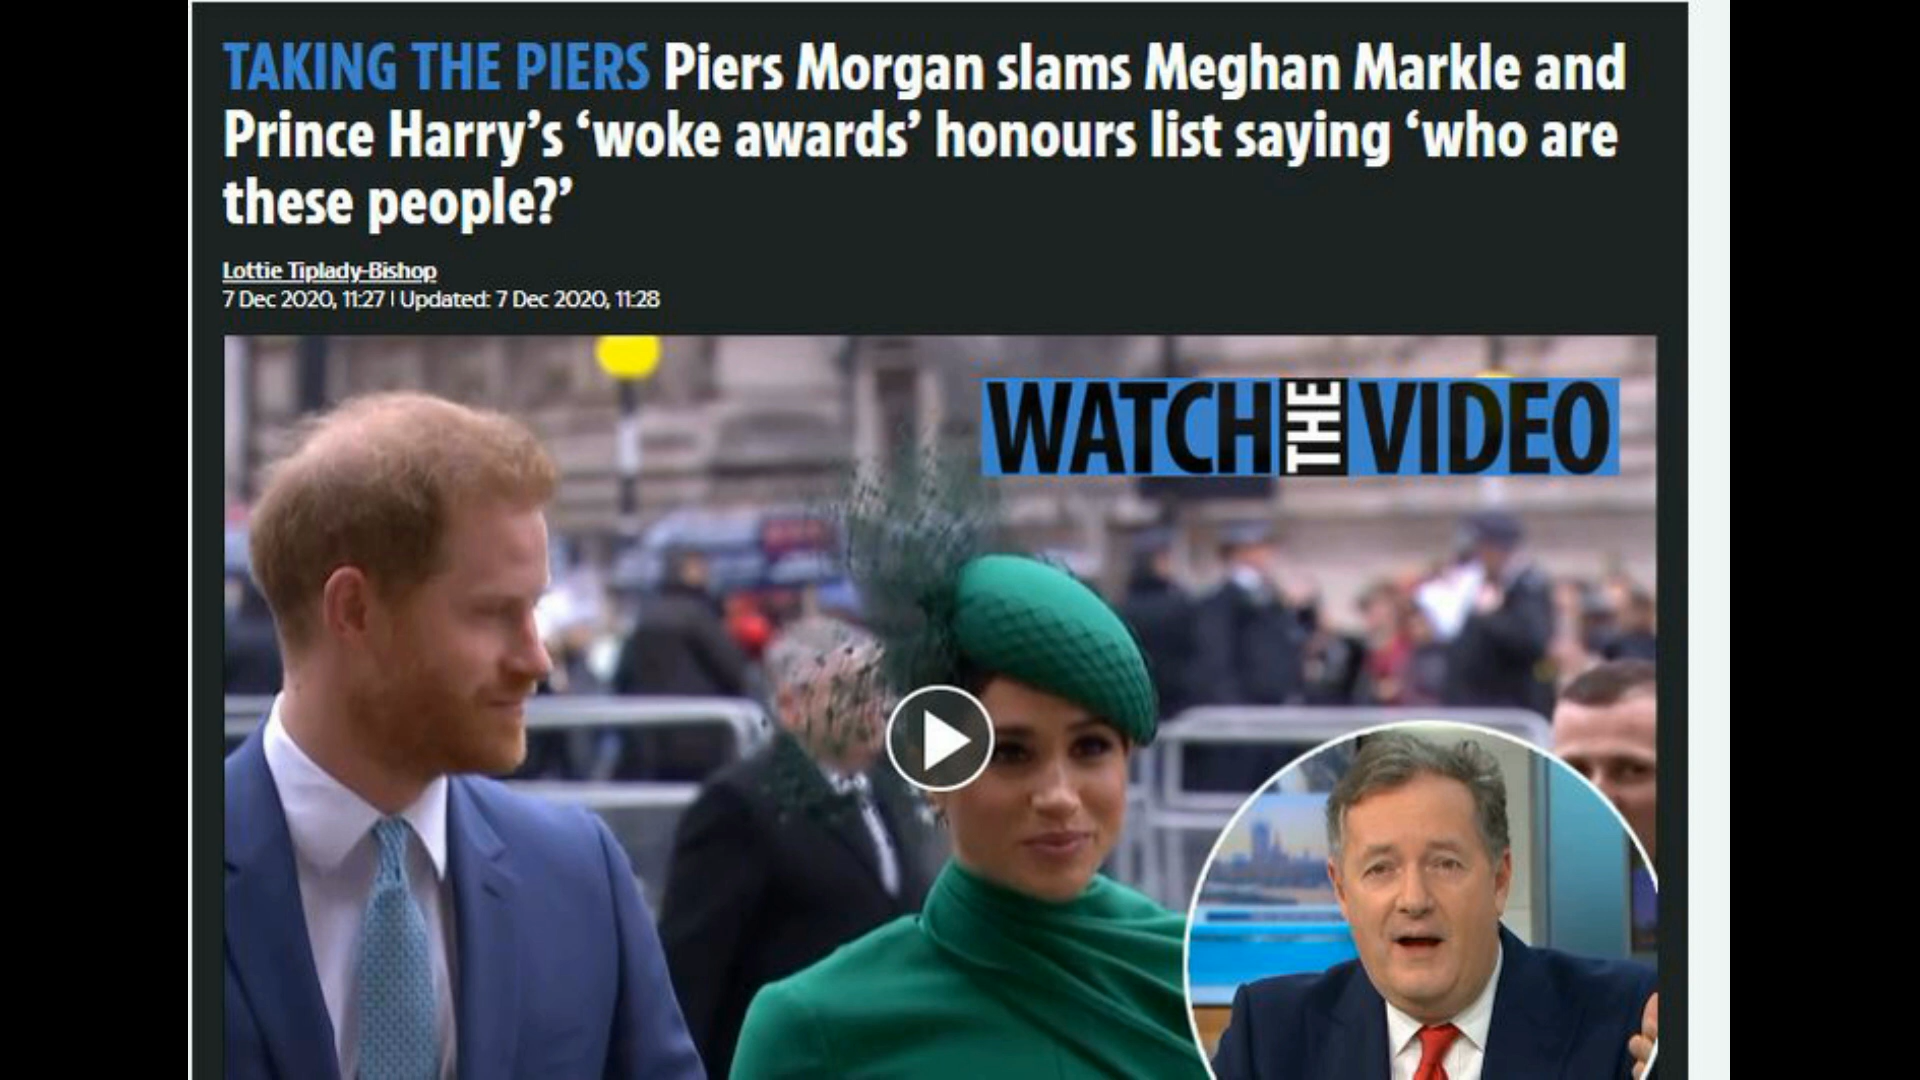 TAKING THE PIERS Piers Morgan slams Meghan Markle and
Prince Harry’s ‘woke awards’ honours list saying ‘who are
these people?’
Lottie Tiplady-Bishop
7 Dec 2020, 11:27 | Updated: 7 Dec 2020, 11:28
WATCH THE VIDEO